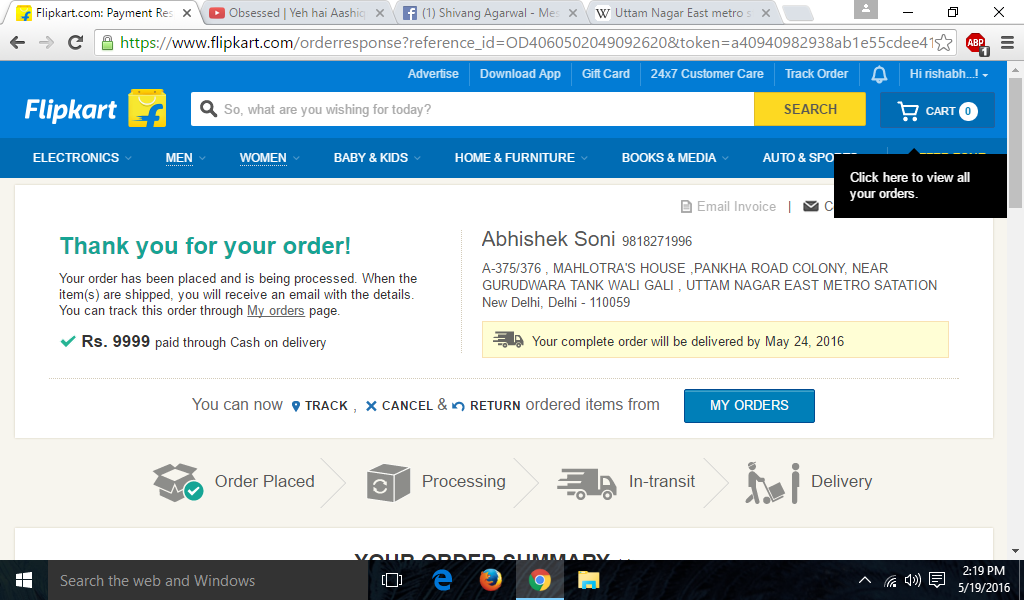 Flipkart.com: Payment Res
Obsessed | Yeh hai Aashiq
(1) Shivang Agarwal - Mes
Uttam Nagar East metro s
https://www.flipkart.com/orderresponse?reference_id=OD4060502049092620&token=a40940982938ab1e55cdee41
ABP
1
Advertise
Download App
Gift Card
24x7 Customer Care
Track Order
Hi rishabh...!
Flipkart
So, what are you wishing for today?
SEARCH
CART 0
ELECTRONICS
MEN
WOMEN
BABY & KIDS
HOME & FURNITURE
BOOKS & MEDIA
AUTO & SPO
Click here to view all
your orders.
Email Invoice | C
Thank you for your order!
Your order has been placed and is being processed. When the
item(s) are shipped, you will receive an email with the details.
You can track this order through My orders page.
Rs. 9999 paid through Cash on delivery
Abhishek Soni 9818271996
A-375/376 , MAHLOTRA'S HOUSE ,PANKHA ROAD COLONY, NEAR
GURUDWARA TANK WALI GALI , UTTAM NAGAR EAST METRO SATATION
New Delhi, Delhi - 110059
Your complete order will be delivered by May 24, 2016
You can now TRACK , CANCEL & RETURN ordered items from
MY ORDERS
Order Placed
Processing
In-transit
Delivery
YOUR ORDER SUMMARY
Search the web and Windows
2:19 PM
5/19/2016